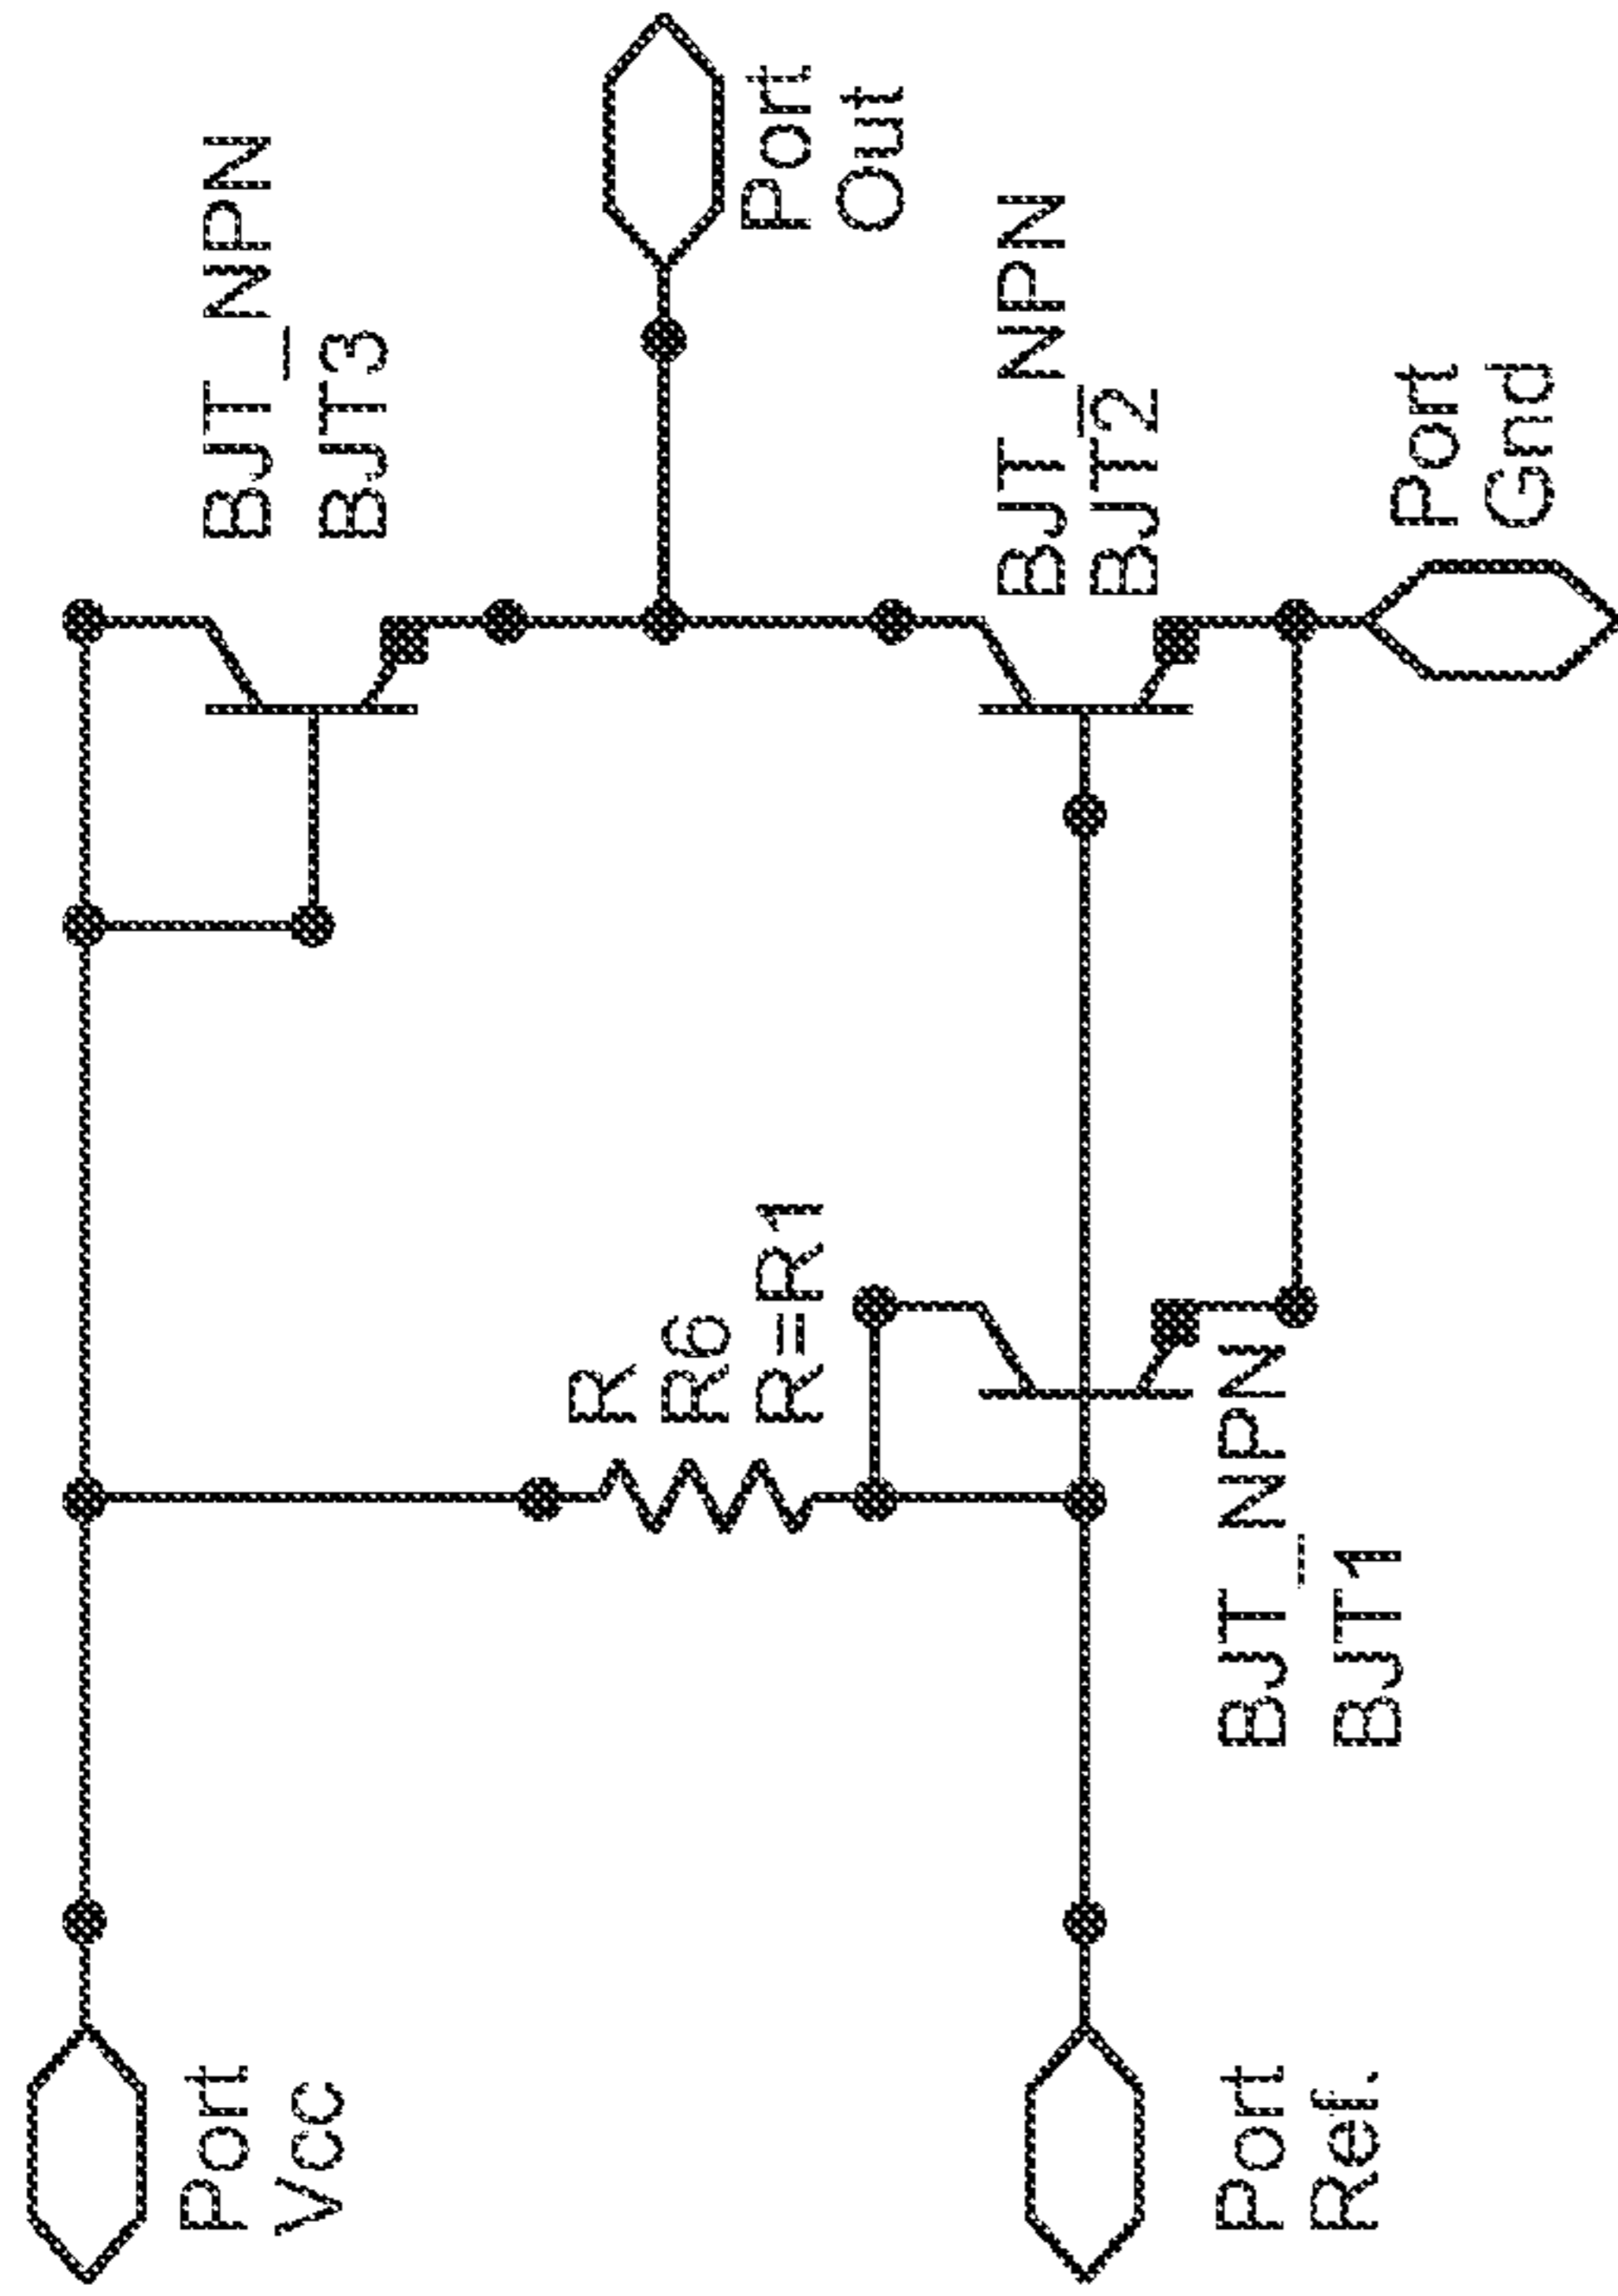 Port
Vcc
Port
Ref.
R
R6
R=R1
BJT_NPN
BJT1
BJT_NPN
BJT3
Port
Out
BJT_NPN
BJT2
Port
Gnd